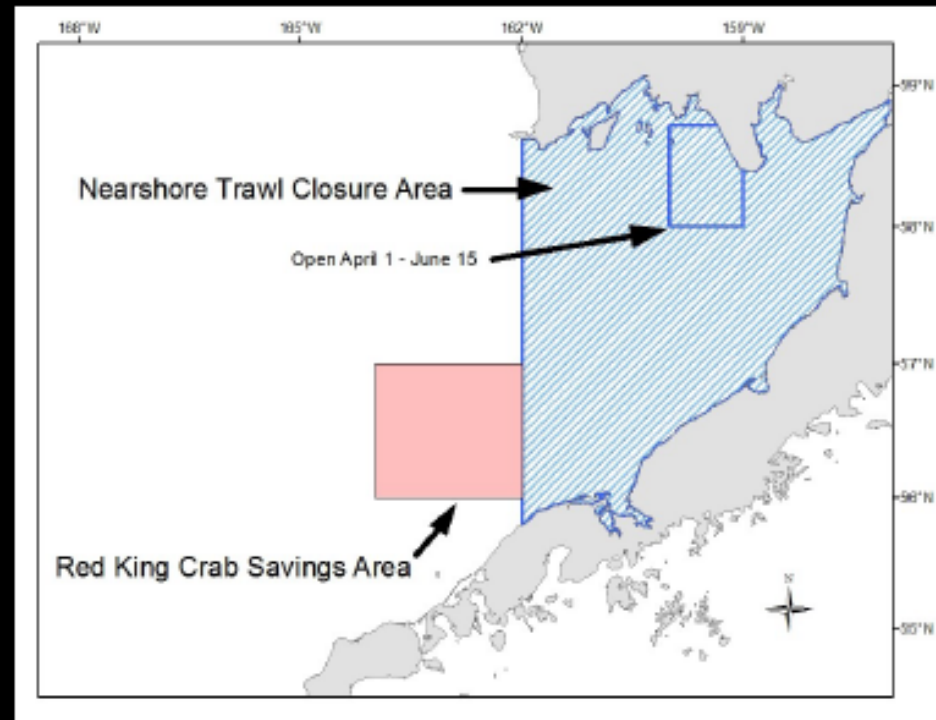 168°W 165°W 162°W 159°W
59°N
Nearshore Trawl Closure Area
58°N
Open April 1 - June 15
57°N
56°N
Red King Crab Savings Area
N
55°N